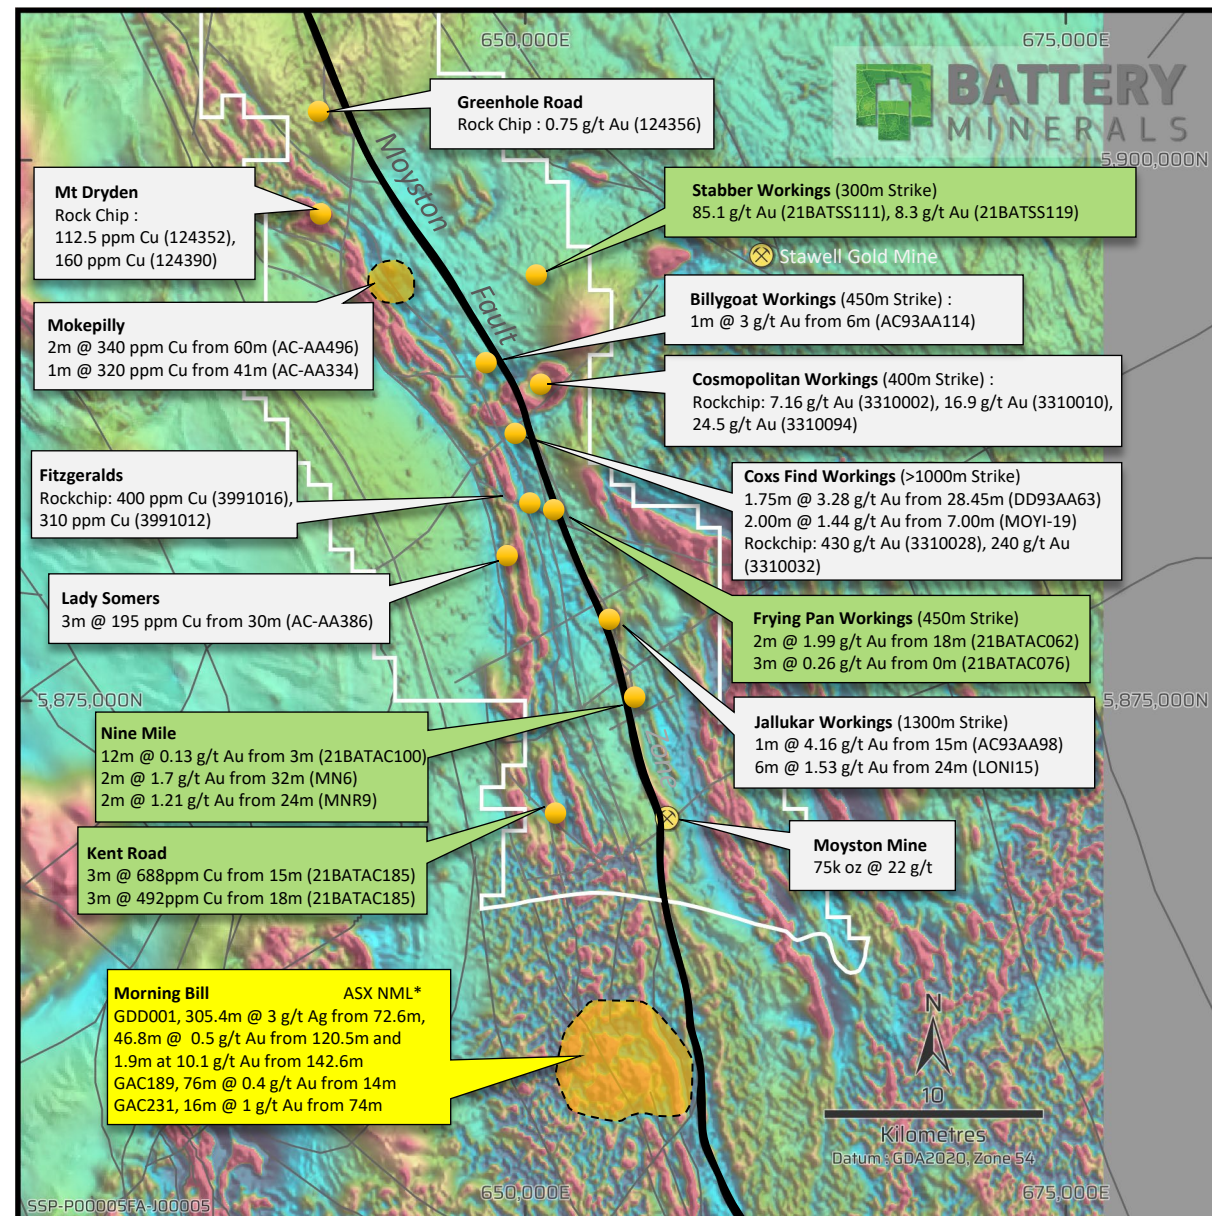 650,000E
675,000E
BATTERY
MINERALS
5,900,000N
Greenhole Road
Rock Chip : 0.75 g/t Au (124356)
Moyston
Fault
Zone
Mt Dryden
Rock Chip :
112.5 ppm Cu (124352),
160 ppm Cu (124390)
Stabber Workings (300m Strike)
85.1 g/t Au (21BATSS111), 8.3 g/t Au (21BATSS119)
Stawell Gold Mine
Mokepilly
2m @ 340 ppm Cu from 60m (AC-AA496)
1m @ 320 ppm Cu from 41m (AC-AA334)
Billygoat Workings (450m Strike) :
1m @ 3 g/t Au from 6m (AC93AA114)
Cosmopolitan Workings (400m Strike) :
Rockchip: 7.16 g/t Au (3310002), 16.9 g/t Au (3310010),
24.5 g/t Au (3310094)
Fitzgeralds
Rockchip: 400 ppm Cu (3991016),
310 ppm Cu (3991012)
Coxs Find Workings (>1000m Strike)
1.75m @ 3.28 g/t Au from 28.45m (DD93AA63)
2.00m @ 1.44 g/t Au from 7.00m (MOYI-19)
Rockchip: 430 g/t Au (3310028), 240 g/t Au
(3310032)
Lady Somers
3m @ 195 ppm Cu from 30m (AC-AA386)
Frying Pan Workings (450m Strike)
2m @ 1.99 g/t Au from 18m (21BATAC062)
3m @ 0.26 g/t Au from 0m (21BATAC076)
5,875,000N
5,875,000N
Nine Mile
12m @ 0.13 g/t Au from 3m (21BATAC100)
2m @ 1.7 g/t Au from 32m (MN6)
2m @ 1.21 g/t Au from 24m (MNR9)
Jallukar Workings (1300m Strike)
1m @ 4.16 g/t Au from 15m (AC93AA98)
6m @ 1.53 g/t Au from 24m (LONI15)
Kent Road
3m @ 688ppm Cu from 15m (21BATAC185)
3m @ 492ppm Cu from 18m (21BATAC185)
Moyston Mine
75k oz @ 22 g/t
Morning Bill ASX NML*
GDD001, 305.4m @ 3 g/t Ag from 72.6m,
46.8m @ 0.5 g/t Au from 120.5m and
1.9m at 10.1 g/t Au from 142.6m
GAC189, 76m @ 0.4 g/t Au from 14m
GAC231, 16m @ 1 g/t Au from 74m
N
10
Kilometres
Datum : GDA2020, Zone 54
650,000E
675,000E
SSP-P00005FA-J00005